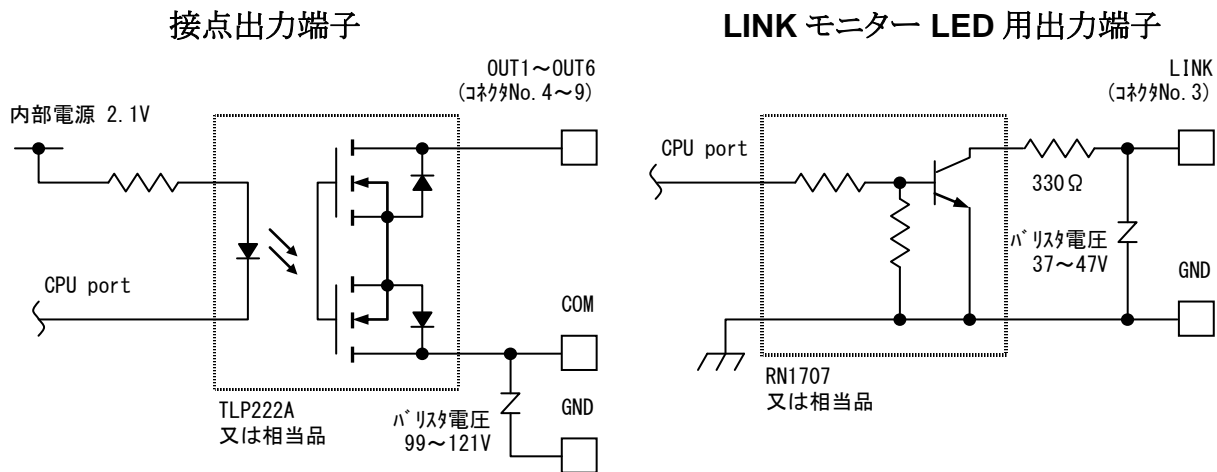 接点出力端子
OUT1～OUT6
(ｺﾈｸﾀNo. 4～9)
内部電源 2.1V
CPU port
COM
GND
TLP222A
又は相当品
ﾊﾞﾘｽﾀ電圧
99～121V
LINK モニター LED 用出力端子
LINK
(ｺﾈｸﾀNo. 3)
CPU port
330Ω
ﾊﾞﾘｽﾀ電圧
37～47V
GND
RN1707
又は相当品